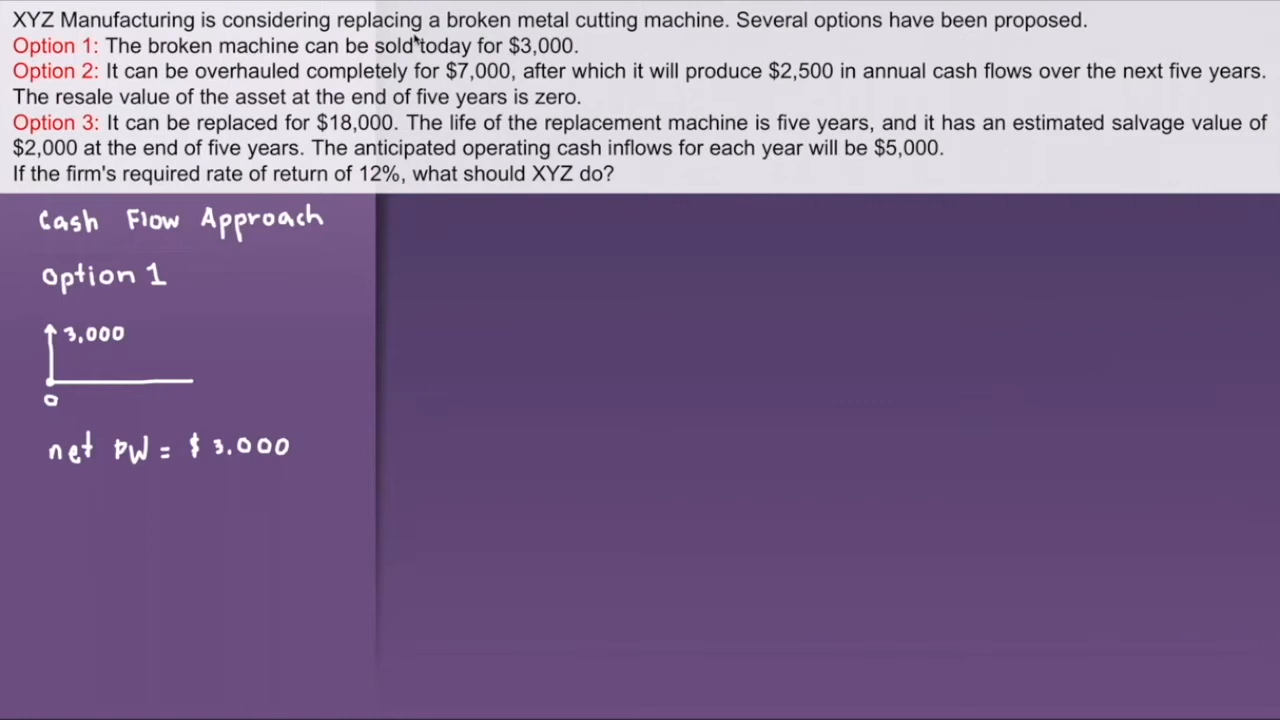 XYZ Manufacturing is considering replacing a broken metal cutting machine. Several options have been proposed.
Option 1: The broken machine can be sold today for $3,000.
Option 2: It can be overhauled completely for $7,000, after which it will produce $2,500 in annual cash flows over the next five years.
The resale value of the asset at the end of five years is zero.
Option 3: It can be replaced for $18,000. The life of the replacement machine is five years, and it has an estimated salvage value of
$2,000 at the end of five years. The anticipated operating cash inflows for each year will be $5,000.
If the firm's required rate of return of 12%, what should XYZ do?
Cash Flow Approach
Option 1
3,000
0
net PW = $ 3,000